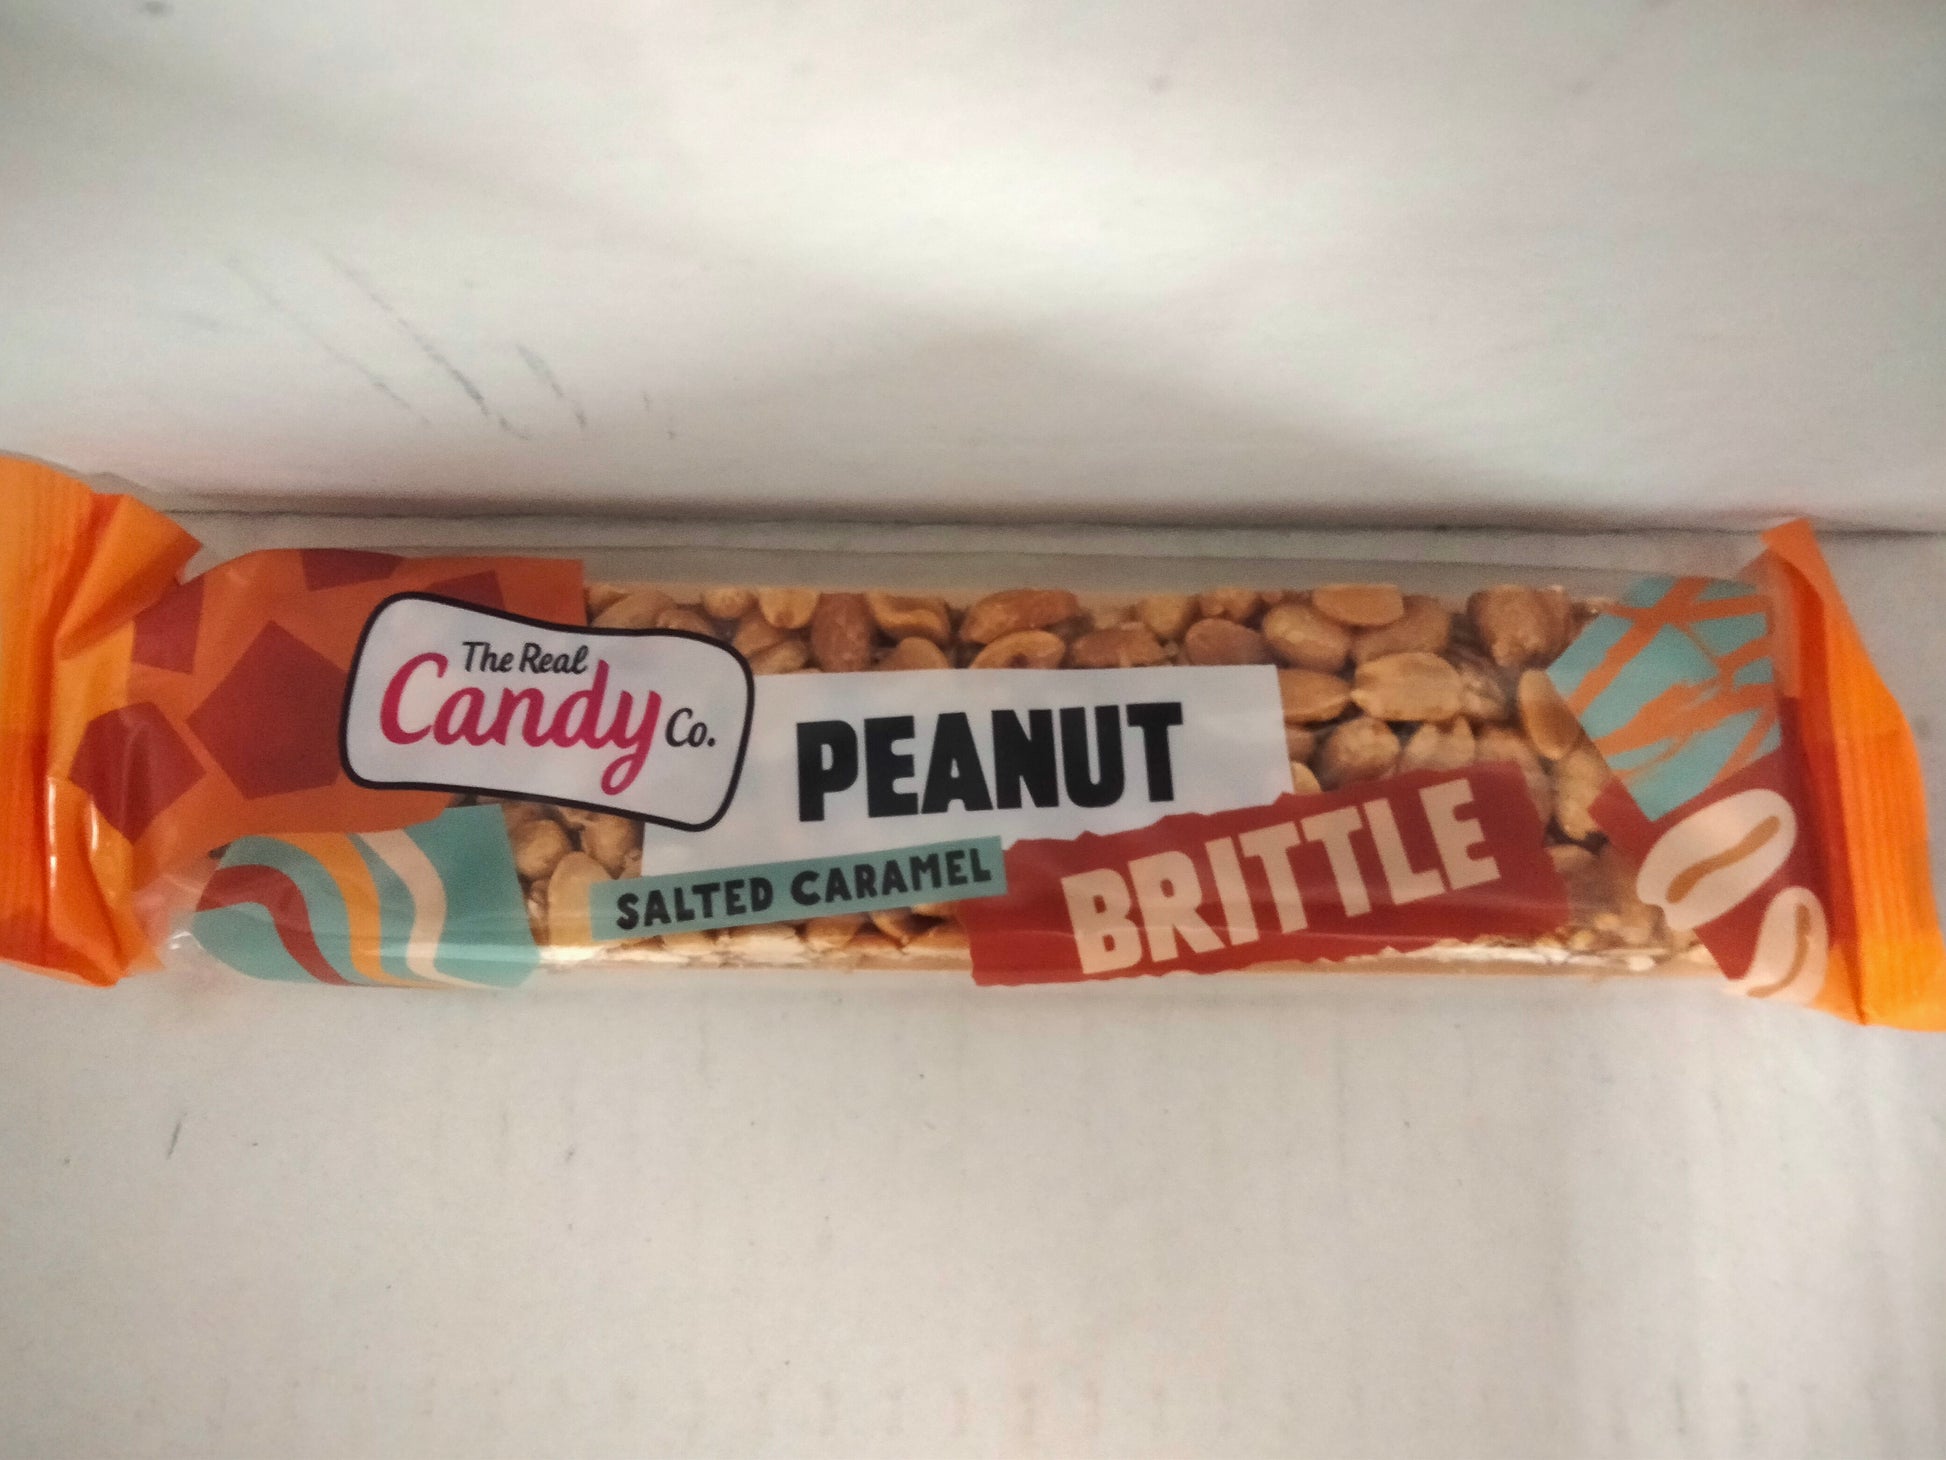 The Real
Candy Co.
PEANUT
SALTED CARAMEL
BRITTLE